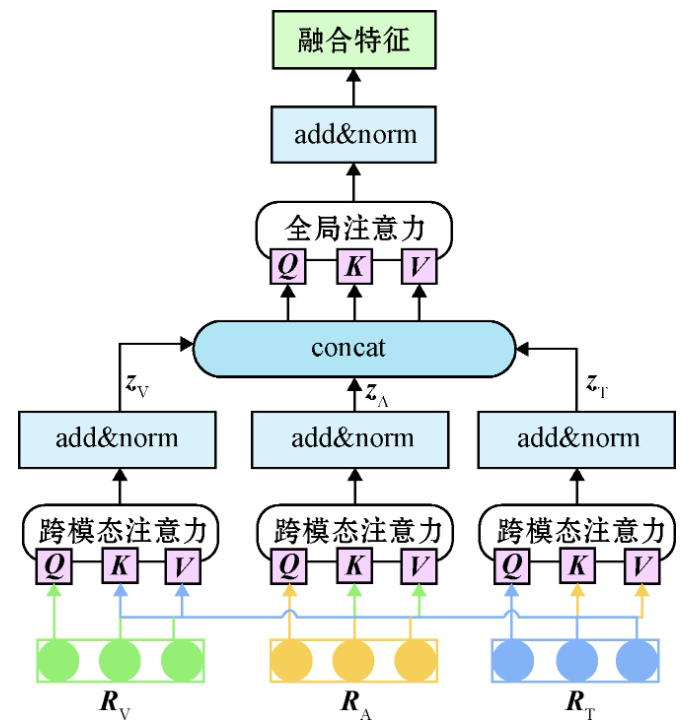 融合特征
add&norm
全局注意力
Q K V
concat
z_V z_A z_T
add&norm add&norm add&norm
跨模态注意力 跨模态注意力 跨模态注意力
Q K V Q K V Q K V
R_V R_A R_T